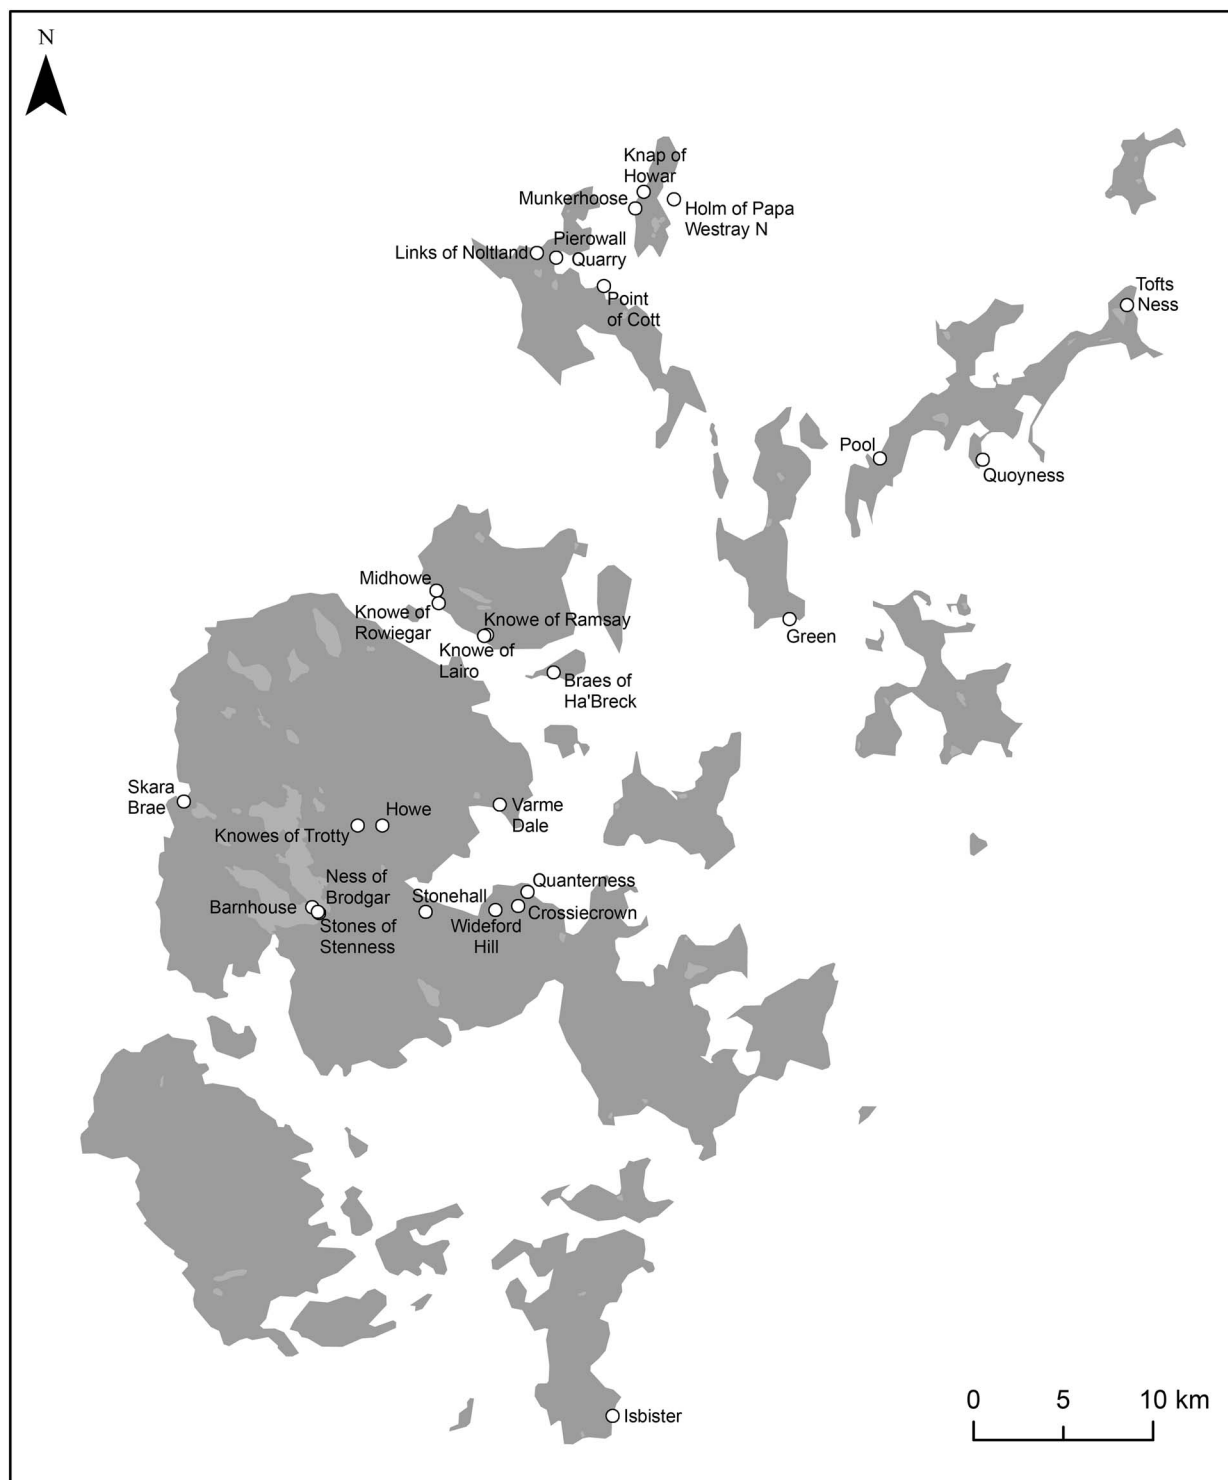 N
Knap of
Howar
Munkerhoose
Holm of Papa
Westray N
Pierowall
Quarry
Links of Noltland
Point
of Cott
Tofts
Ness
Pool
Quoyness
Midhowe
Knowe of
Rowiegar
Knowe of Ramsay
Knowe of
Lairo
Green
Braes of
Ha'Breck
Skara
Brae
Howe
Varme
Dale
Knowes of Trotty
Ness of
Brodgar
Stonehall
Quanterness
Barnhouse
Crossiecrown
Stones of
Stenness
Wideford
Hill
Isbister
0 5 10 km